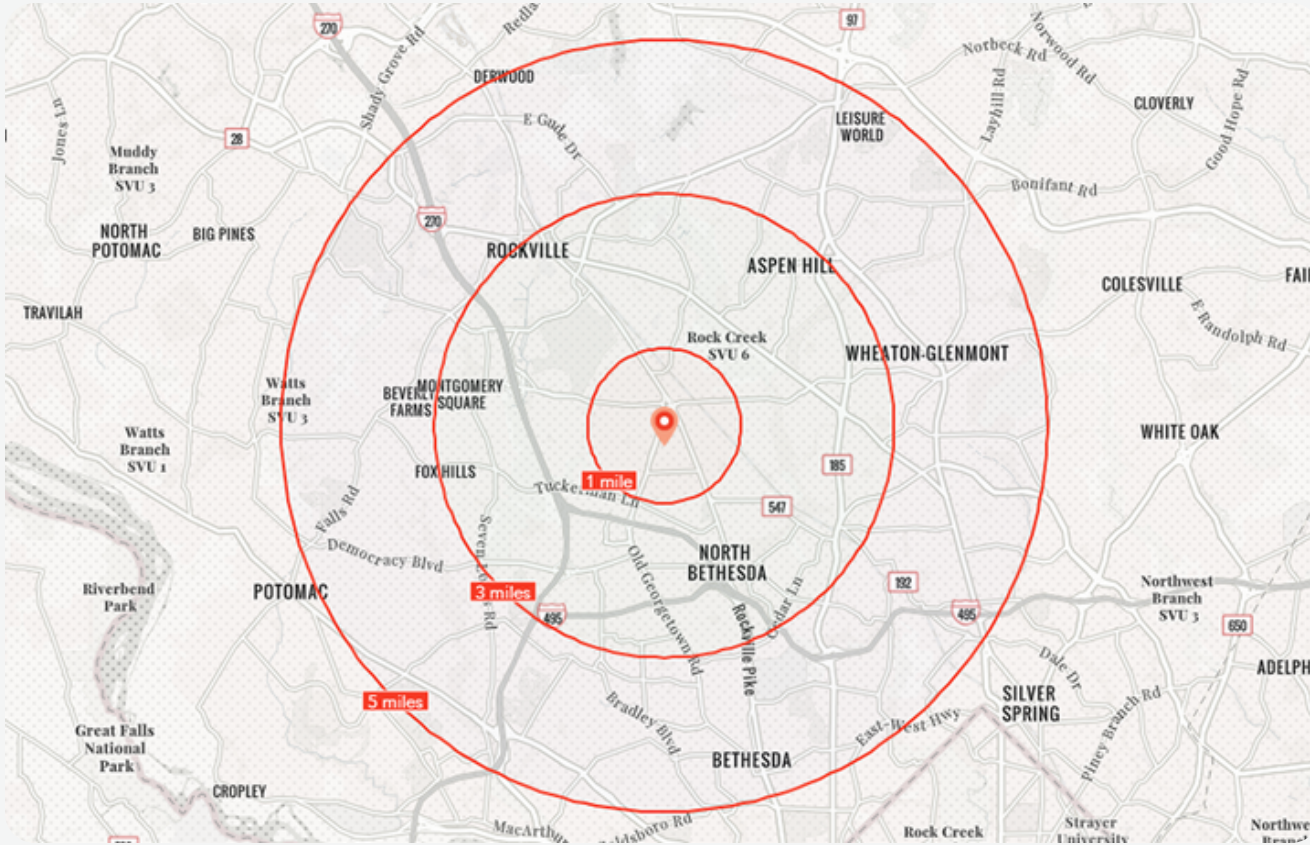 270
Shady Grove Rd
DERWOOD
97
Norbeck Rd
Norwood Rd
Layhill Rd
CLOVERLY
Good Hope Rd
Jones Ln
28
Muddy
Branch
SVU 3
E Gude Dr
LEISURE
WORLD
Bonifant Rd
NORTH
POTOMAC
BIG PINES
270
ROCKVILLE
ASPEN HILL
COLESVILLE
TRAVILAH
E Randolph Rd
Rock Creek
SVU 6
WHEATON-GLENMONT
Watts
Branch
SVU 3
BEVERLY
FARMS
MONTGOMERY
SQUARE
Watts
Branch
SVU 1
WHITE OAK
FOX HILLS
1 mile
185
Tuckerman Ln
547
Falls Rd
Democracy Blvd
Old Georgetown Rd
NORTH
BETHESDA
Cedar Ln
192
Riverbend
Park
POTOMAC
3 miles
495
Rockville Pike
495
Northwest
Branch
SVU 3
650
5 miles
Bradley Blvd
Dale Dr
SILVER
SPRING
Piney Branch Rd
East-West Hwy
Great Falls
National
Park
BETHESDA
CROPLEY
Rock Creek
Strayer
University